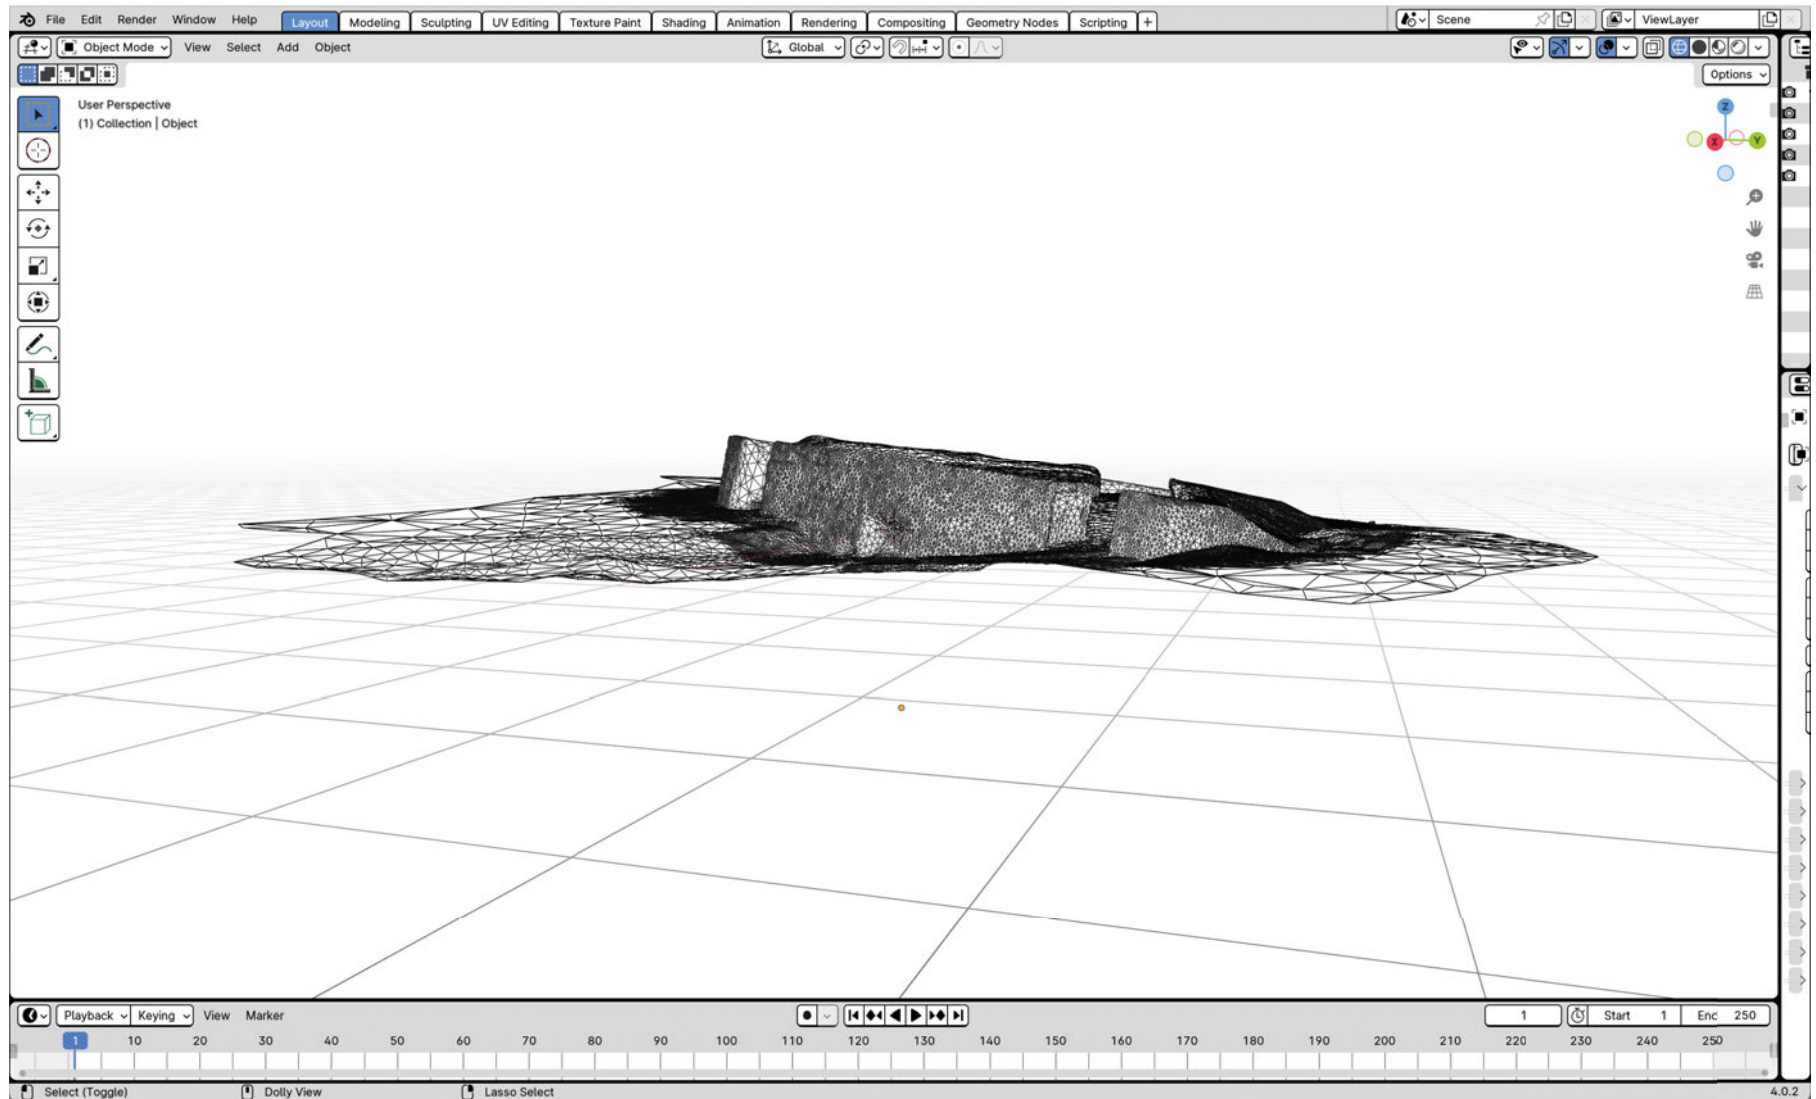 File Edit Render Window Help Layout Modeling Sculpting UV Editing Texture Paint Shading Animation Rendering Compositing Geometry Nodes Scripting + Scene ViewLayer
Object Mode View Select Add Object Global
Options
User Perspective
(1) Collection | Object
Z
X Y
Playback Keying View Marker 1 Start 1 End 250
1 10 20 30 40 50 60 70 80 90 100 110 120 130 140 150 160 170 180 190 200 210 220 230 240 250
Select (Toggle) Dolly View Lasso Select 4.0.2